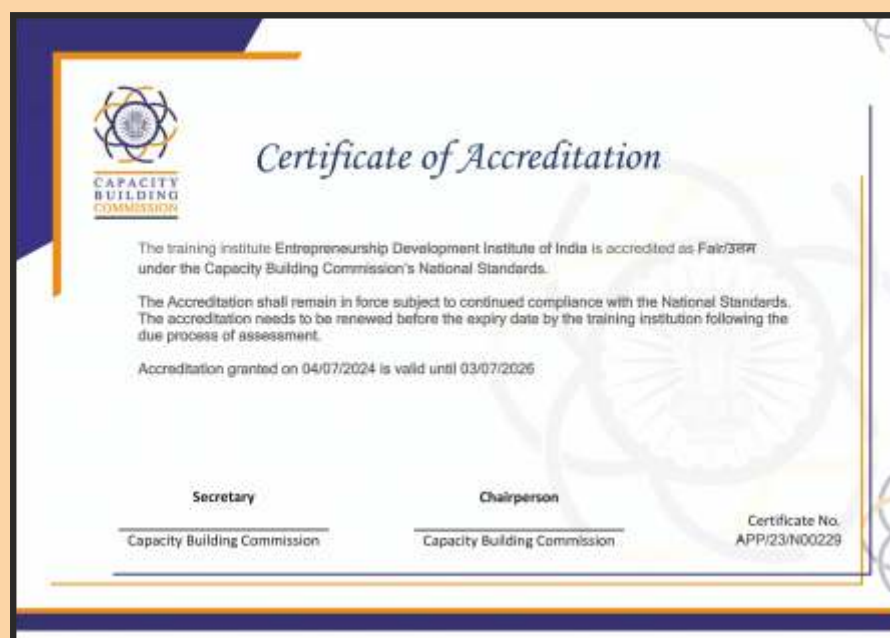 CAPACITY
BUILDING
COMMISSION
Certificate of Accreditation
The training institute Entrepreneurship Development Institute of India is accredited as Fair/उत्तम
under the Capacity Building Commission's National Standards.
The Accreditation shall remain in force subject to continued compliance with the National Standards.
The accreditation needs to be renewed before the expiry date by the training institution following the
due process of assessment.
Accreditation granted on 04/07/2024 is valid until 03/07/2026
Secretary
Chairperson
Capacity Building Commission
Capacity Building Commission
Certificate No.
APP/23/N00229